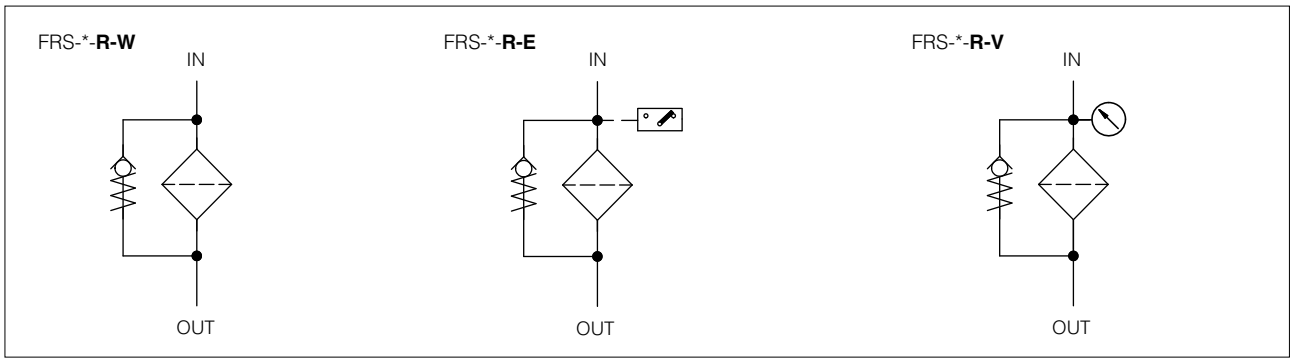 FRS-*-R-W
IN
OUT
FRS-*-R-E
IN
OUT
FRS-*-R-V
IN
OUT